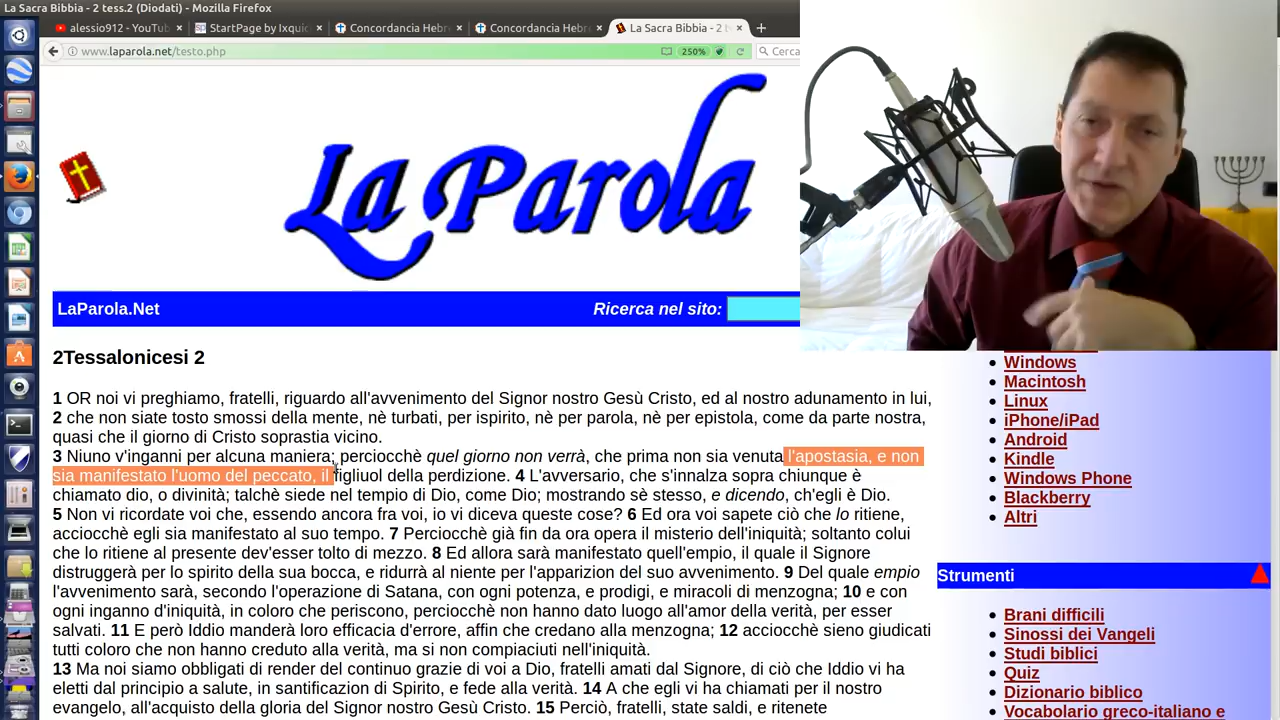 La Sacra Bibbia - 2 tess.2 (Diodati) - Mozilla Firefox
alessio912 - YouTub
StartPage by Ixquic
Concordancia Hebr
Concordancia Hebre
La Sacra Bibbia - 2 t
www.laparola.net/testo.php
250%
Cerca
La Parola
LaParola.Net
Ricerca nel sito:
2Tessalonicesi 2
1 OR noi vi preghiamo, fratelli, riguardo all'avvenimento del Signor nostro Gesù Cristo, ed al nostro adunamento in lui,
2 che non siate tosto smossi della mente, nè turbati, per ispirito, nè per parola, nè per epistola, come da parte nostra,
quasi che il giorno di Cristo soprastia vicino.
3 Niuno v'inganni per alcuna maniera; perciocchè quel giorno non verrà, che prima non sia venuta l'apostasia, e non
sia manifestato l'uomo del peccato, il figliuol della perdizione. 4 L'avversario, che s'innalza sopra chiunque è
chiamato dio, o divinità; talchè siede nel tempio di Dio, come Dio; mostrando sè stesso, e dicendo, ch'egli è Dio.
5 Non vi ricordate voi che, essendo ancora fra voi, io vi diceva queste cose? 6 Ed ora voi sapete ciò che lo ritiene,
acciocchè egli sia manifestato al suo tempo. 7 Perciocchè già fin da ora opera il misterio dell'iniquità; soltanto colui
che lo ritiene al presente dev'esser tolto di mezzo. 8 Ed allora sarà manifestato quell'empio, il quale il Signore
distruggerà per lo spirito della sua bocca, e ridurrà al niente per l'apparizion del suo avvenimento. 9 Del quale empio
l'avvenimento sarà, secondo l'operazione di Satana, con ogni potenza, e prodigi, e miracoli di menzogna; 10 e con
ogni inganno d'iniquità, in coloro che periscono, perciocchè non hanno dato luogo all'amor della verità, per esser
salvati. 11 E però Iddio manderà loro efficacia d'errore, affin che credano alla menzogna; 12 acciocchè sieno giudicati
tutti coloro che non hanno creduto alla verità, ma si son compiaciuti nell'iniquità.
13 Ma noi siamo obbligati di render del continuo grazie di voi a Dio, fratelli amati dal Signore, di ciò che Iddio vi ha
eletti dal principio a salute, in santificazion di Spirito, e fede alla verità. 14 A che egli vi ha chiamati per il nostro
evangelo, all'acquisto della gloria del Signor nostro Gesù Cristo. 15 Perciò, fratelli, state saldi, e ritenete
Windows
Macintosh
Linux
iPhone/iPad
Android
Kindle
Windows Phone
Blackberry
Altri
Strumenti
Brani difficili
Sinossi dei Vangeli
Studi biblici
Quiz
Dizionario biblico
Vocabolario greco-italiano e